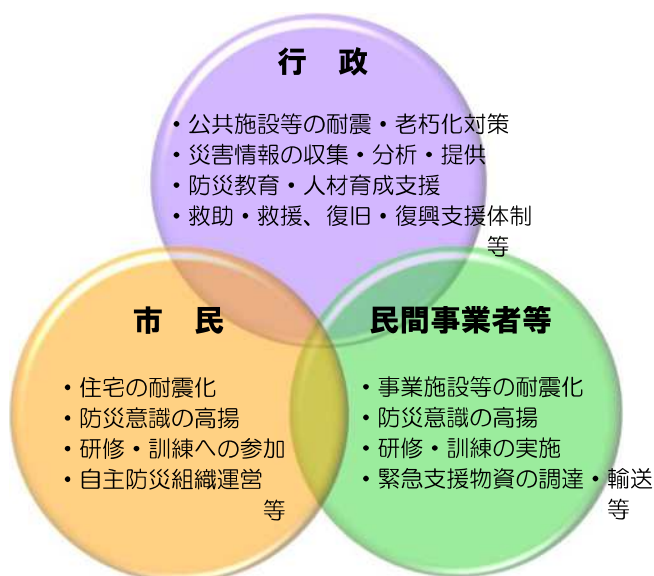 行　政
・公共施設等の耐震・老朽化対策
・災害情報の収集・分析・提供
・防災教育・人材育成支援
・救助・救援、復旧・復興支援体制
等
市　民
・住宅の耐震化
・防災意識の高揚
・研修・訓練への参加
・自主防災組織運営
等
民間事業者等
・事業施設等の耐震化
・防災意識の高揚
・研修・訓練の実施
・緊急支援物資の調達・輸送
等